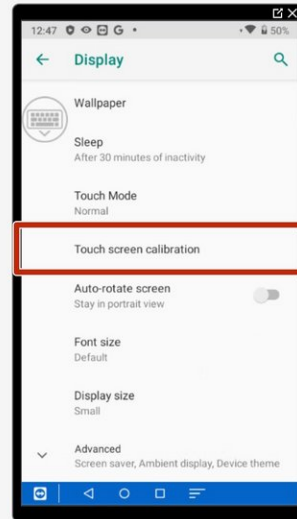 12:47 G 50%
Display
Wallpaper
Sleep
After 30 minutes of inactivity
Touch Mode
Normal
Touch screen calibration
Auto-rotate screen
Stay in portrait view
Font size
Default
Display size
Small
Advanced
Screen saver, Ambient display, Device theme